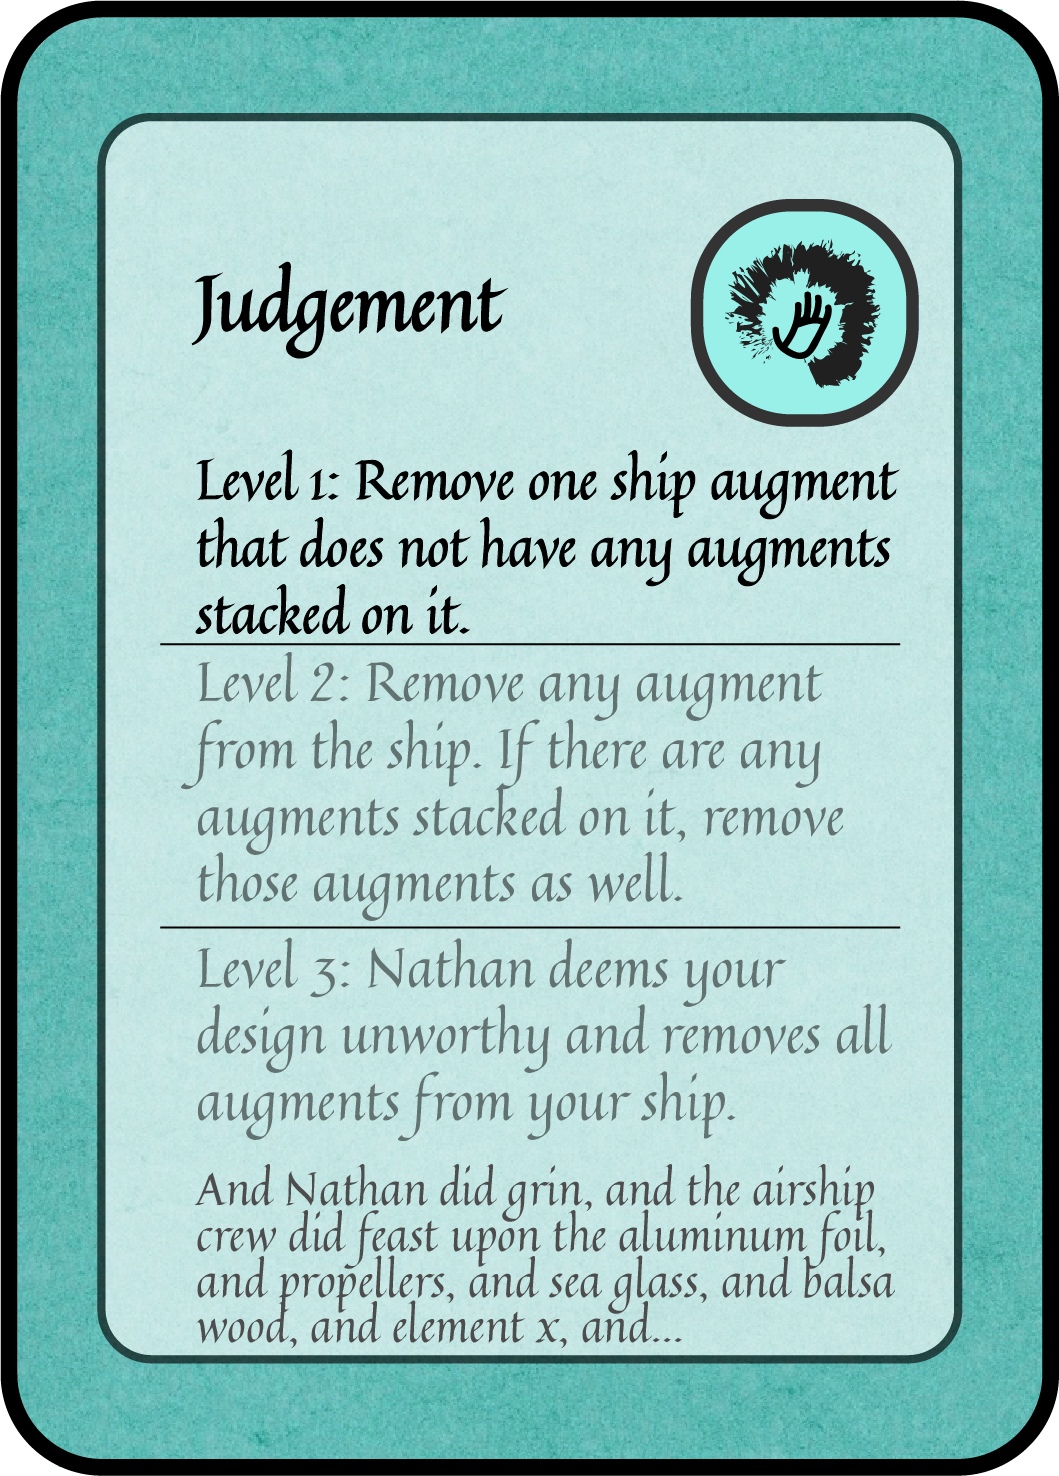 Judgement
Level 1: Remove one ship augment
that does not have any augments
stacked on it.
Level 2: Remove any augment
from the ship. If there are any
augments stacked on it, remove
those augments as well.
Level 3: Nathan deems your
design unworthy and removes all
augments from your ship.
And Nathan did grin, and the airship
crew did feast upon the aluminum foil,
and propellers, and sea glass, and balsa
wood, and element x, and...